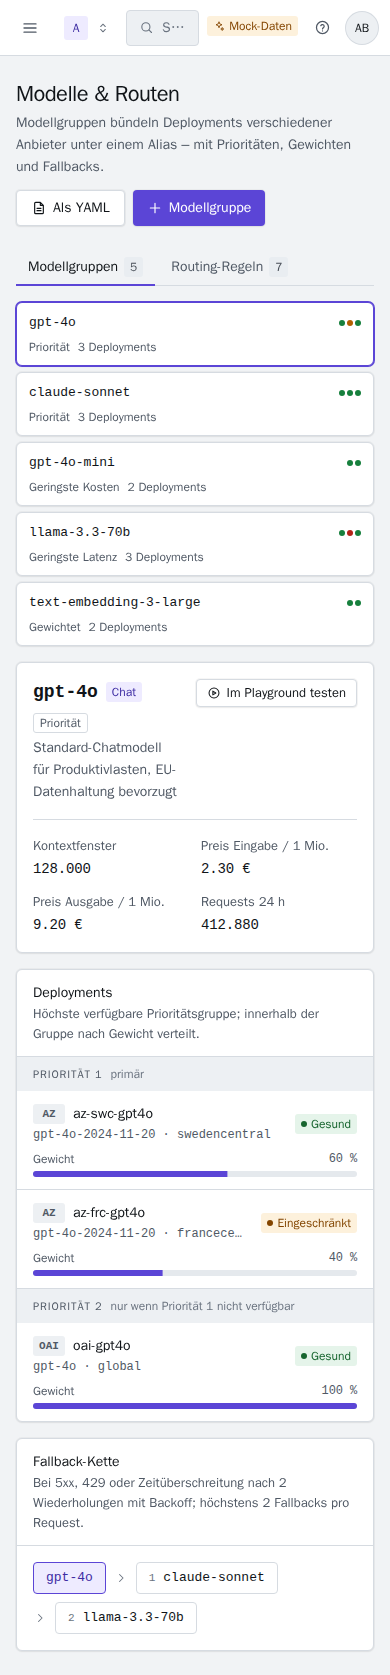 A S··· Mock-Daten AB
Modelle & Routen
Modellgruppen bündeln Deployments verschiedener
Anbieter unter einem Alias – mit Prioritäten, Gewichten
und Fallbacks.
Als YAML Modellgruppe
Modellgruppen 5 Routing-Regeln 7
gpt-4o
Priorität 3 Deployments
claude-sonnet
Priorität 3 Deployments
gpt-4o-mini
Geringste Kosten 2 Deployments
llama-3.3-70b
Geringste Latenz 3 Deployments
text-embedding-3-large
Gewichtet 2 Deployments
gpt-4o Chat Im Playground testen
Priorität
Standard-Chatmodell
für Produktivlasten, EU-
Datenhaltung bevorzugt
Kontextfenster Preis Eingabe / 1 Mio.
128.000 2.30 €
Preis Ausgabe / 1 Mio. Requests 24 h
9.20 € 412.880
Deployments
Höchste verfügbare Prioritätsgruppe; innerhalb der
Gruppe nach Gewicht verteilt.
PRIORITÄT 1 primär
AZ az-swc-gpt4o Gesund
gpt-4o-2024-11-20 · swedencentral
Gewicht 60 %
AZ az-frc-gpt4o Eingeschränkt
gpt-4o-2024-11-20 · francece…
Gewicht 40 %
PRIORITÄT 2 nur wenn Priorität 1 nicht verfügbar
OAI oai-gpt4o Gesund
gpt-4o · global
Gewicht 100 %
Fallback-Kette
Bei 5xx, 429 oder Zeitüberschreitung nach 2
Wiederholungen mit Backoff; höchstens 2 Fallbacks pro
Request.
gpt-4o 1 claude-sonnet
2 llama-3.3-70b